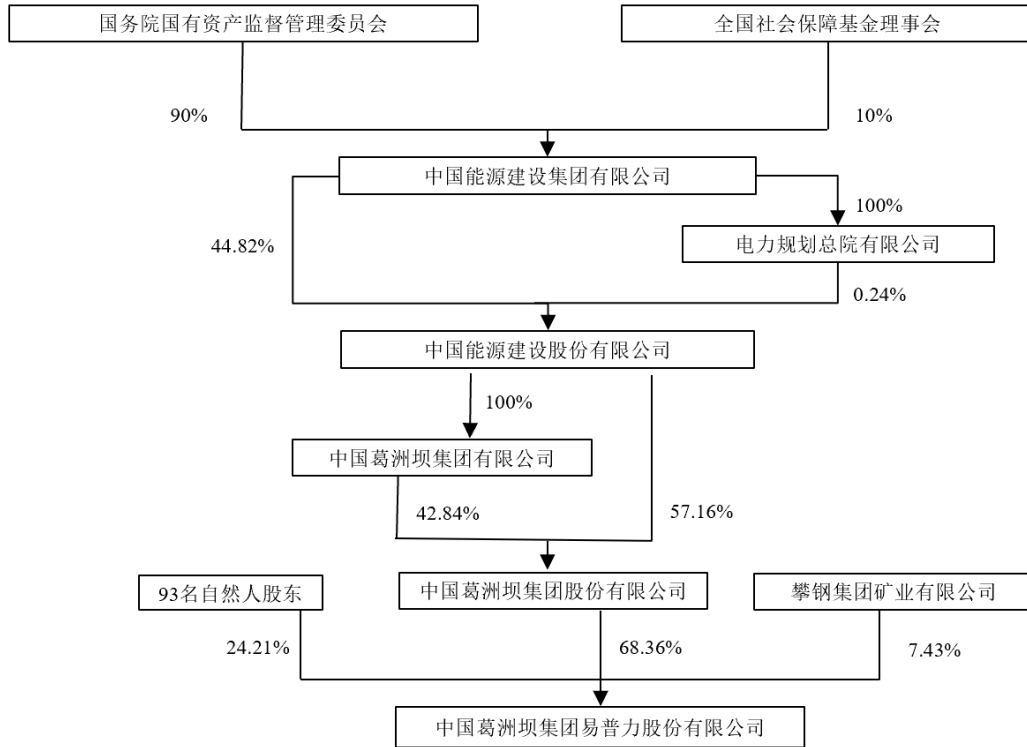 国务院国有资产监督管理委员会
全国社会保障基金理事会
90%
10%
中国能源建设集团有限公司
100%
44.82%
电力规划总院有限公司
0.24%
中国能源建设股份有限公司
100%
中国葛洲坝集团有限公司
42.84%
57.16%
93名自然人股东
中国葛洲坝集团股份有限公司
攀钢集团矿业有限公司
24.21%
68.36%
7.43%
中国葛洲坝集团易普力股份有限公司